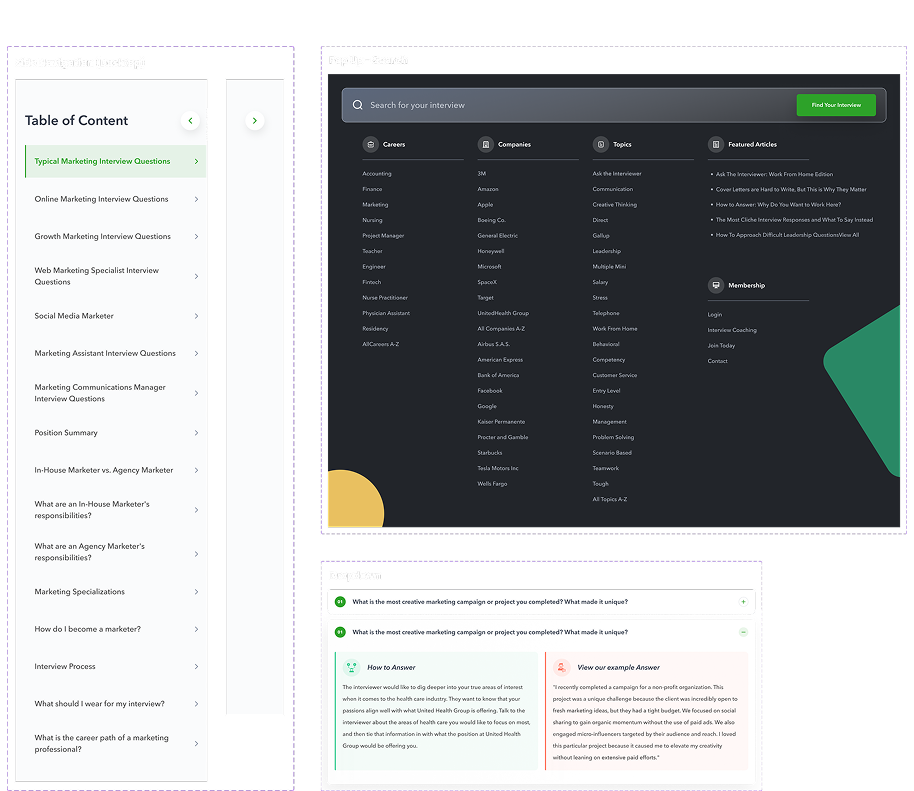 Table of Content
Typical Marketing Interview Questions
Online Marketing Interview Questions
Growth Marketing Interview Questions
Web Marketing Specialist Interview
Questions
Social Media Marketer
Marketing Assistant Interview Questions
Marketing Communications Manager
Interview Questions
Position Summary
In-House Marketer vs. Agency Marketer
What are an In-House Marketer's
responsibilities?
What are an Agency Marketer's
responsibilities?
Marketing Specializations
How do I become a marketer?
Interview Process
What should I wear for my interview?
What is the career path of a marketing
professional?
Search for your interview
Find Your Interview
Careers
Accounting
Finance
Marketing
Nursing
Project Manager
Teacher
Engineer
Fintech
Nurse Practitioner
Physician Assistant
Residency
AllCareers A-Z
Companies
3M
Amazon
Apple
Boeing Co.
General Electric
Honeywell
Microsoft
SpaceX
Target
UnitedHealth Group
All Companies A-Z
Airbus S.A.S.
American Express
Bank of America
Facebook
Google
Kaiser Permanente
Procter and Gamble
Starbucks
Tesla Motors Inc
Wells Fargo
Topics
Ask the Interviewer
Communication
Creative Thinking
Direct
Gallup
Leadership
Multiple Mini
Salary
Stress
Telephone
Work From Home
Behavioral
Competency
Customer Service
Entry Level
Honesty
Management
Problem Solving
Scenario Based
Teamwork
Tough
All Topics A-Z
Featured Articles
• Ask The Interviewer: Work From Home Edition
• Cover Letters are Hard to Write, But This is Why They Matter
• How to Answer: Why Do You Want to Work Here?
• The Most Cliche Interview Responses and What To Say Instead
• How To Approach Difficult Leadership QuestionsView All
Membership
Login
Interview Coaching
Join Today
Contact
01 What is the most creative marketing campaign or project you completed? What made it unique?
01 What is the most creative marketing campaign or project you completed? What made it unique?
How to Answer
The interviewer would like to dig deeper into your true areas of interest
when it comes to the health care industry. They want to know that your
passions align well with what United Health Group is offering. Talk to the
interviewer about the areas of health care you would like to focus on most,
and then tie that information in with what the position at United Health
Group would be offering you.
View our example Answer
"I recently completed a campaign for a non-profit organization. This
project was a unique challenge because the client was incredibly open to
fresh marketing ideas, but they had a tight budget. We focused on social
sharing to gain organic momentum without the use of paid ads. We also
engaged micro-influencers targeted by their audience and reach. I loved
this particular project because it caused me to elevate my creativity
without leaning on extensive paid efforts."